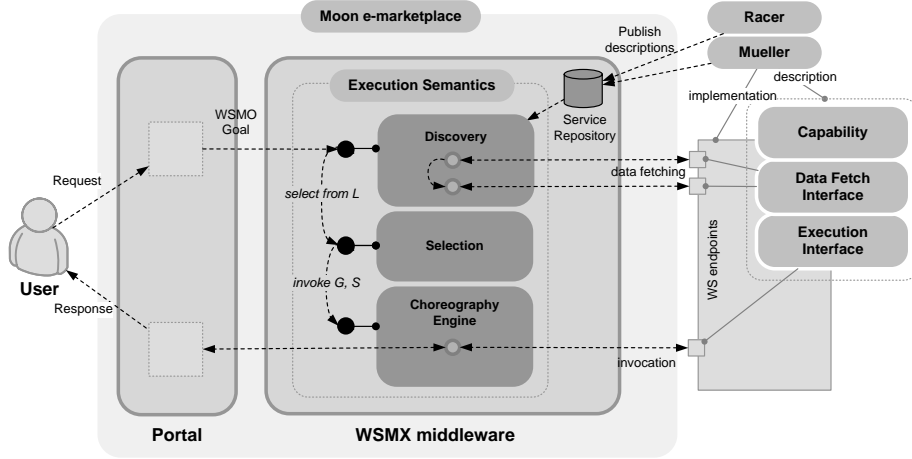 Moon e-marketplace
Racer
Mueller
Publish
descriptions
description
implementation
Execution Semantics
WSMO
Goal
Service
Repository
Discovery
Capability
Request
data fetching
Data Fetch
Interface
select from L
User
Selection
Execution
Interface
WS endpoints
invoke G, S
Response
Choreography
Engine
invocation
Portal
WSMX middleware